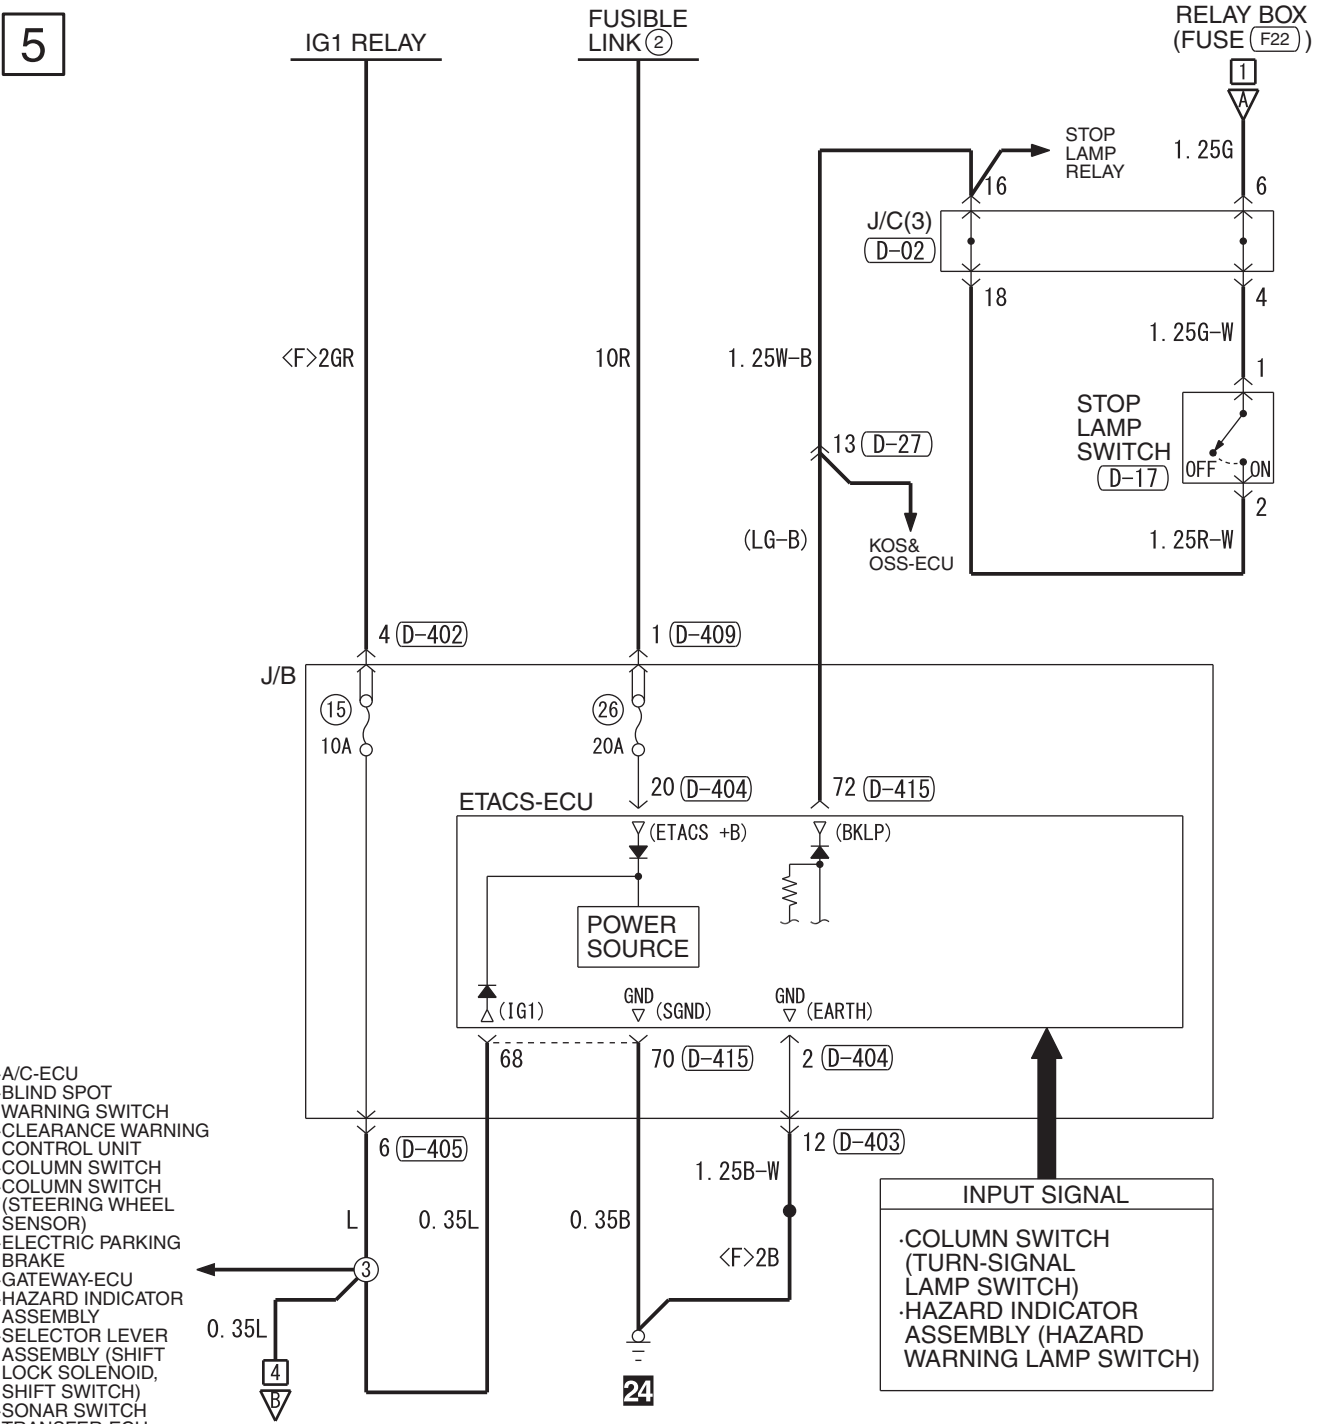 5
IG1 RELAY
FUSIBLE
LINK ②
RELAY BOX
(FUSE F22)
1
A
1.25G
STOP
LAMP
RELAY
16
6
J/C(3)
D-02
18
4
<F>2GR
10R
1.25W-B
1.25G-W
1
STOP
LAMP
SWITCH
D-17
OFF
ON
2
13 D-27
(LG-B)
KOS&
OSS-ECU
1.25R-W
4 D-402
1 D-409
J/B
15
10A
26
20A
20 D-404
72 D-415
ETACS-ECU
(ETACS +B)
(BKLP)
POWER
SOURCE
(IG1)
GND
(SGND)
GND
(EARTH)
68
70 D-415
2 D-404
6 D-405
12 D-403
1.25B-W
L
0.35L
0.35B
<F>2B
3
0.35L
4
B
24
·A/C-ECU
·BLIND SPOT
WARNING SWITCH
·CLEARANCE WARNING
CONTROL UNIT
·COLUMN SWITCH
·COLUMN SWITCH
(STEERING WHEEL
SENSOR)
·ELECTRIC PARKING
BRAKE
·GATEWAY-ECU
·HAZARD INDICATOR
ASSEMBLY
·SELECTOR LEVER
ASSEMBLY (SHIFT
LOCK SOLENOID,
SHIFT SWITCH)
·SONAR SWITCH
INPUT SIGNAL
·COLUMN SWITCH
(TURN-SIGNAL
LAMP SWITCH)
·HAZARD INDICATOR
ASSEMBLY (HAZARD
WARNING LAMP SWITCH)